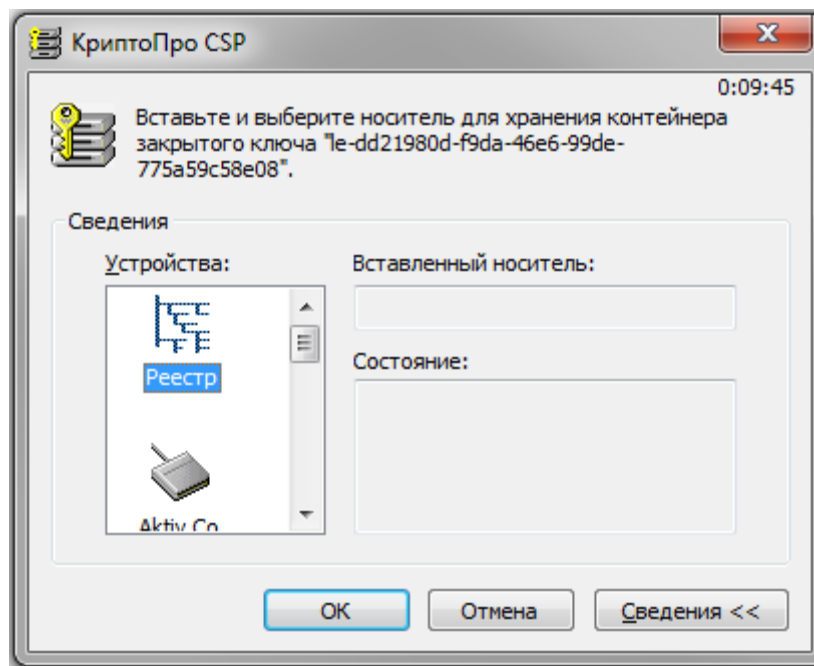 КриптоПро CSP
0:09:45
Вставьте и выберите носитель для хранения контейнера
закрытого ключа "le-dd21980d-f9da-46e6-99de-
775a59c58e08".
Сведения
Устройства:
Вставленный носитель:
Реестр
Состояние:
Aktiv Co
ОК
Отмена
Сведения <<